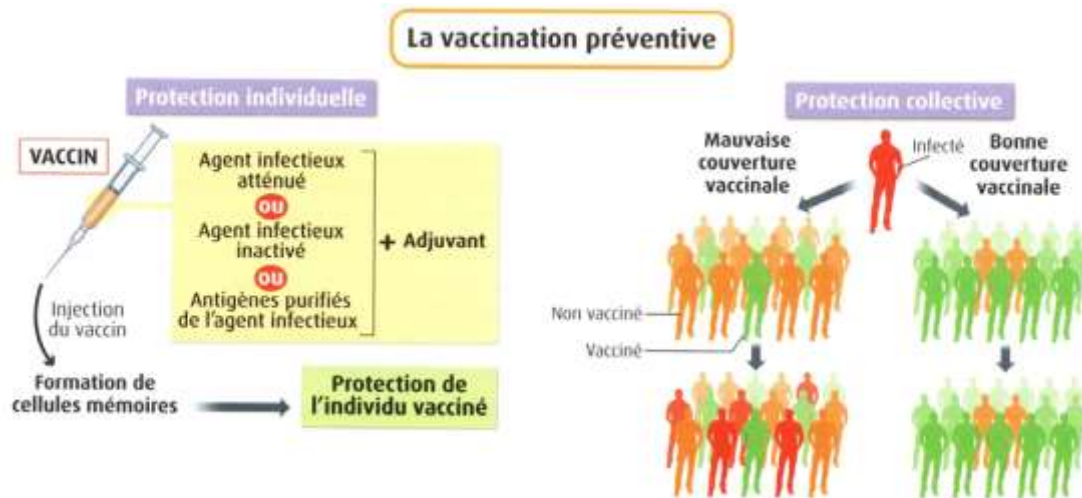 La vaccination préventive
Protection individuelle
VACCIN
Agent infectieux
atténué
OU
Agent infectieux
inactivé
OU
Antigènes purifiés
de l'agent infectieux
+ Adjuvant
Injection
du vaccin
Formation de
cellules mémoires
Protection de
l'individu vacciné
Protection collective
Mauvaise
couverture
vaccinale
Infecté
Bonne
couverture
vaccinale
Non vacciné
Vacciné